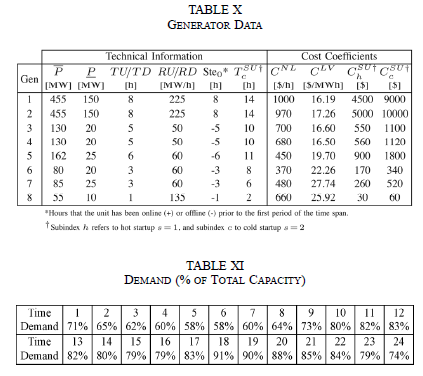 TABLE X
GENERATOR DATA
Technical Information Cost Coefficients
Gen P̅ P̲ TU/TD RU/RD Ste₀* T_c^SU† C^NL C^LV C_h^SU† C_c^SU†
[MW] [MW] [h] [MW/h] [h] [h] [$/h] [$/MWh] [$] [$]
1 455 150 8 225 8 14 1000 16.19 4500 9000
2 455 150 8 225 8 14 970 17.26 5000 10000
3 130 20 5 50 -5 10 700 16.60 550 1100
4 130 20 5 50 -5 10 680 16.50 560 1120
5 162 25 6 60 -6 11 450 19.70 900 1800
6 80 20 3 60 -3 8 370 22.26 170 340
7 85 25 3 60 -3 6 480 27.74 260 520
8 55 10 1 135 -1 2 660 25.92 30 60
*Hours that the unit has been online (+) or offline (-) prior to the first period of the time span.
†Subindex h refers to hot startup s = 1, and subindex c to cold startup s = 2
TABLE XI
DEMAND (% OF TOTAL CAPACITY)
Time 1 2 3 4 5 6 7 8 9 10 11 12
Demand 71% 65% 62% 60% 58% 58% 60% 64% 73% 80% 82% 83%
Time 13 14 15 16 17 18 19 20 21 22 23 24
Demand 82% 80% 79% 79% 83% 91% 90% 88% 85% 84% 79% 74%